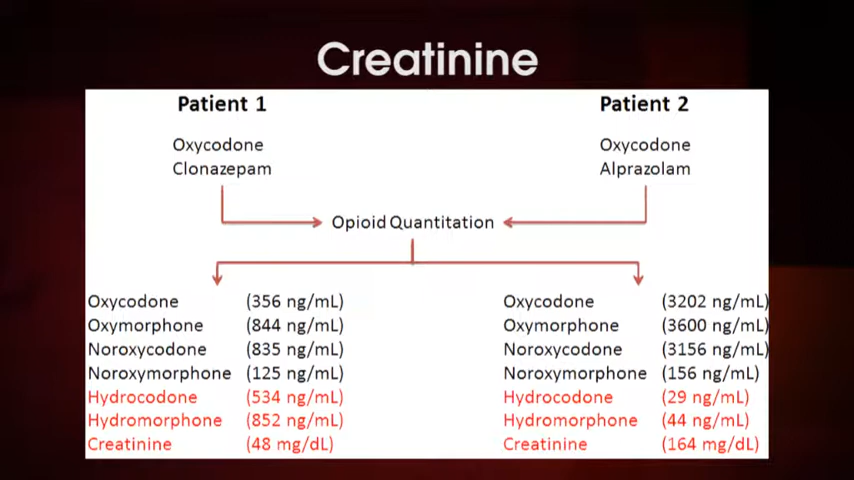 Creatinine
Patient 1 Patient 2
Oxycodone Oxycodone
Clonazepam Alprazolam
Opioid Quantitation
Oxycodone (356 ng/mL) Oxycodone (3202 ng/mL)
Oxymorphone (844 ng/mL) Oxymorphone (3600 ng/mL)
Noroxycodone (835 ng/mL) Noroxycodone (3156 ng/mL)
Noroxymorphone (125 ng/mL) Noroxymorphone (156 ng/mL)
Hydrocodone (534 ng/mL) Hydrocodone (29 ng/mL)
Hydromorphone (852 ng/mL) Hydromorphone (44 ng/mL)
Creatinine (48 mg/dL) Creatinine (164 mg/dL)